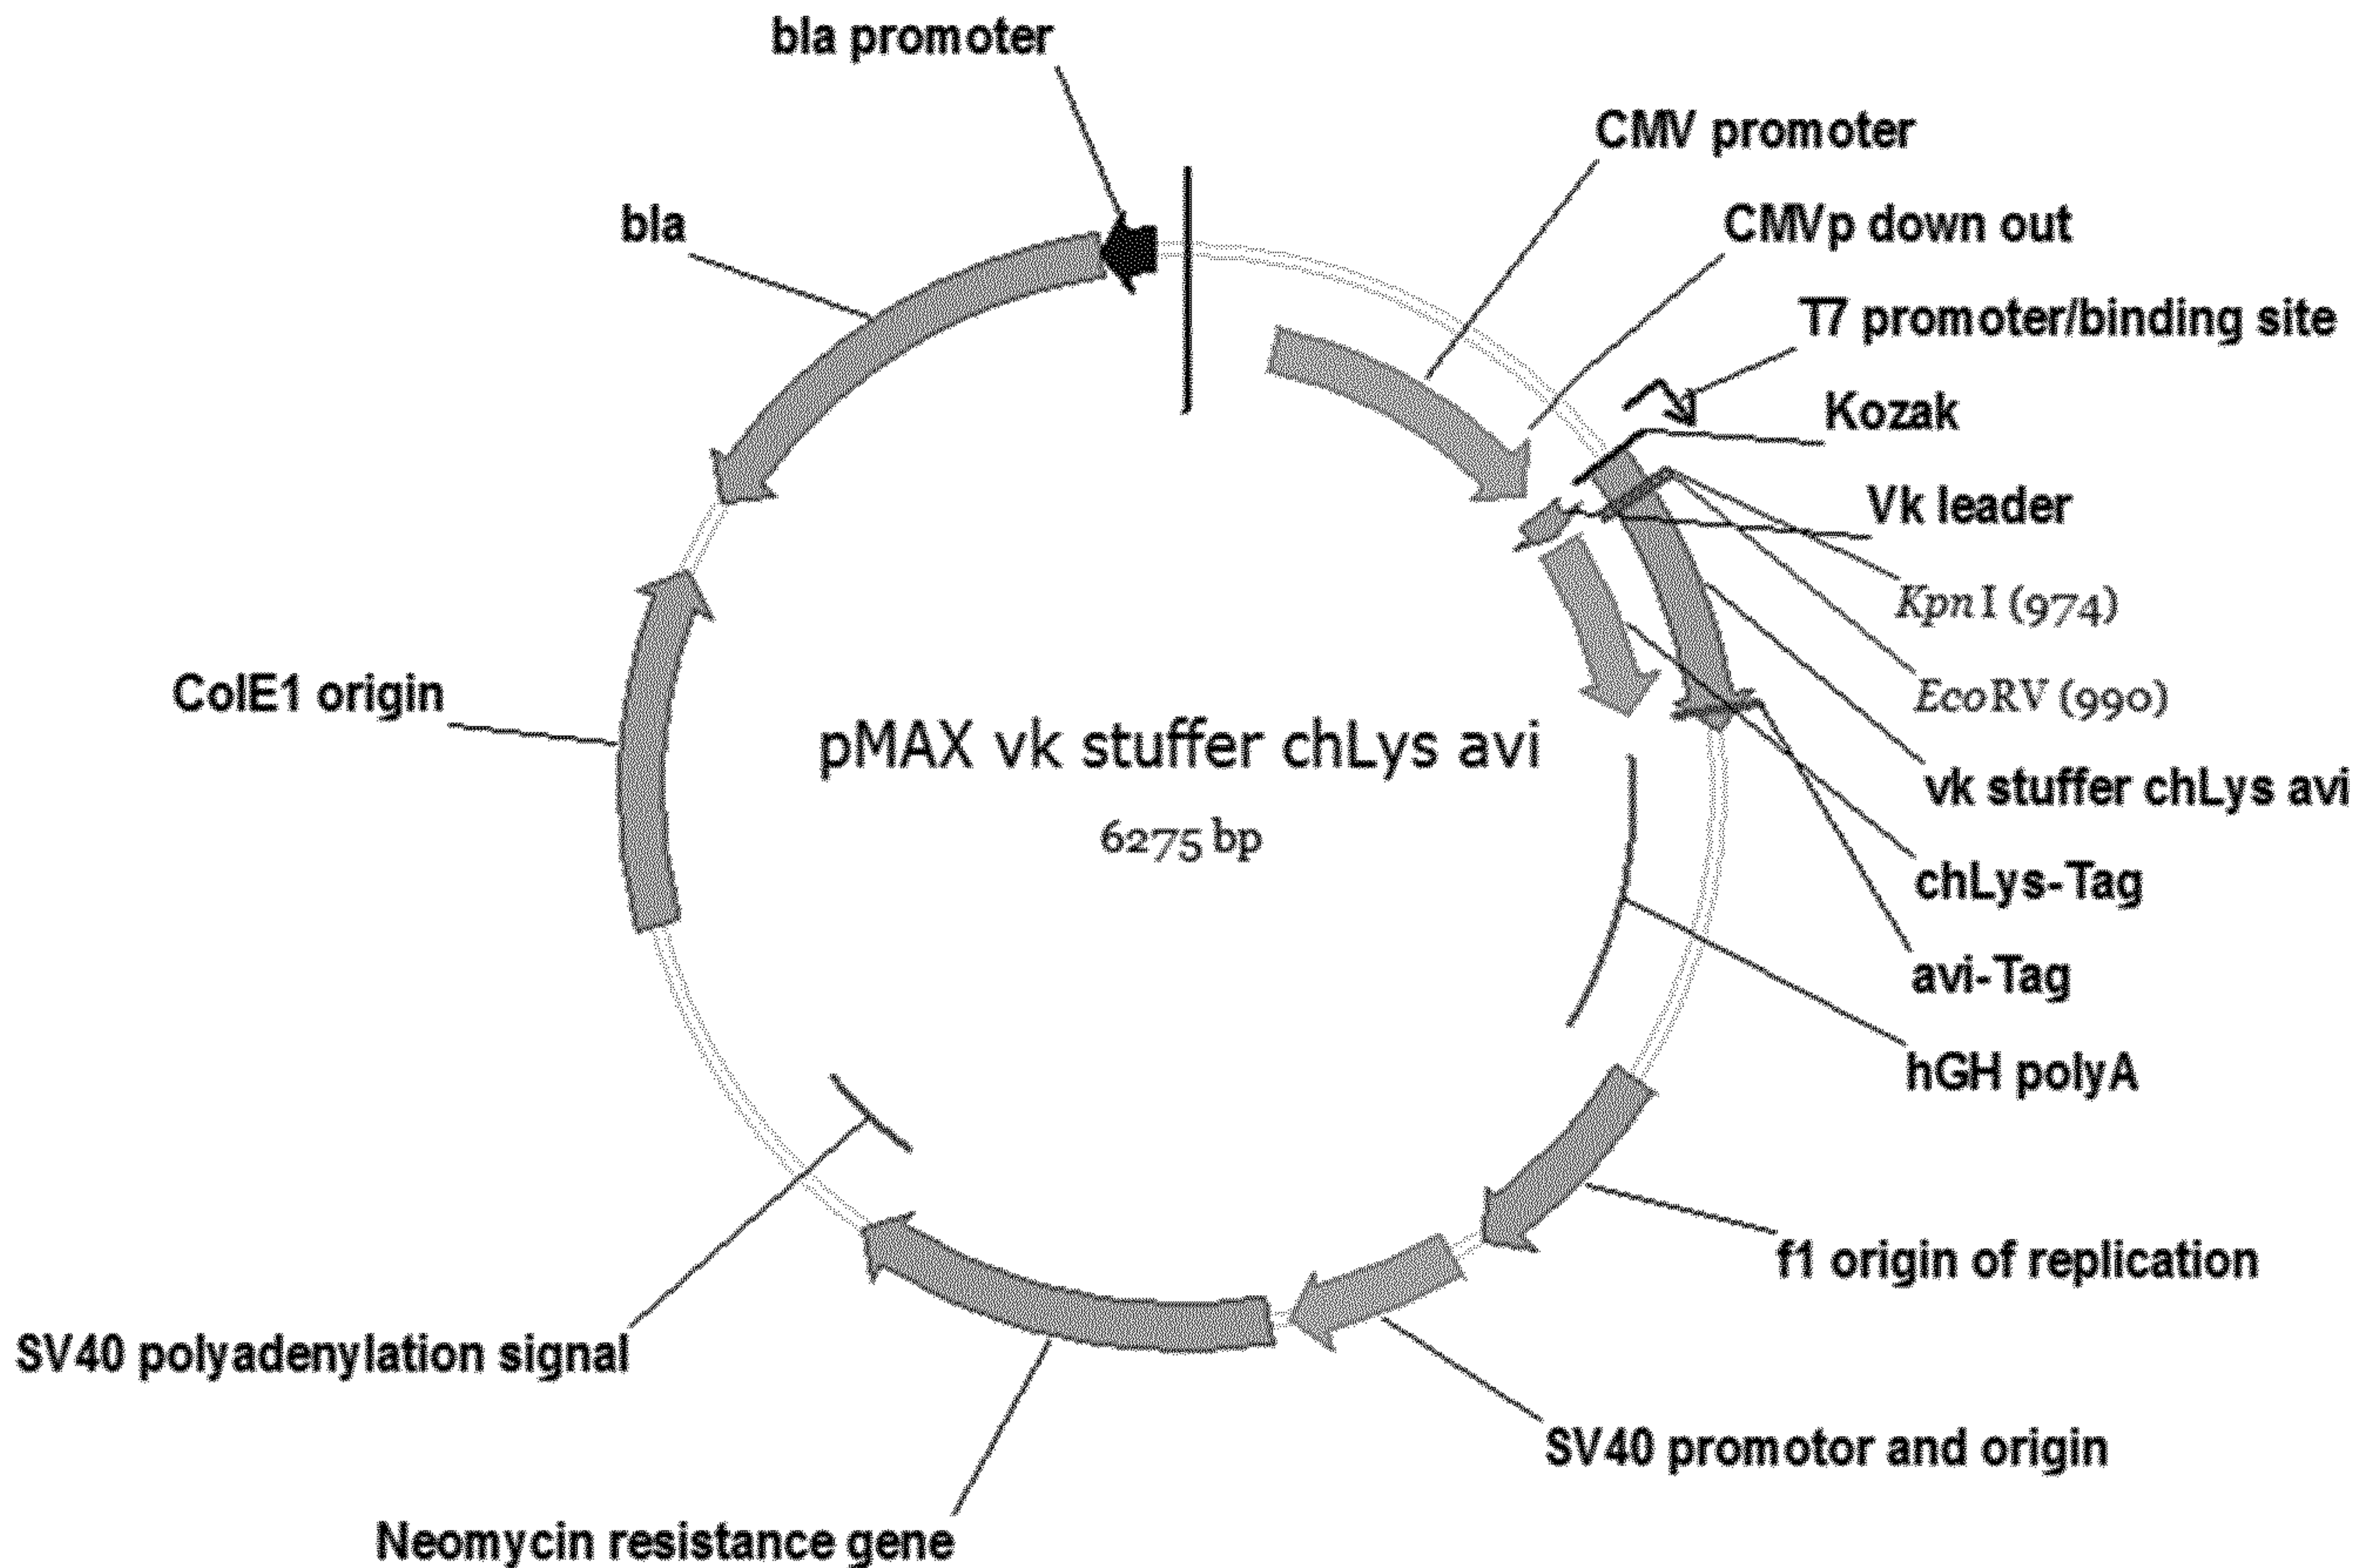 bla promoter
CMV promoter
bla
CMVp down out
T7 promoter/binding site
Kozak
Vk leader
KpnI (974)
EcoRV (990)
ColE1 origin
pMAX vk stuffer chLys avi
6275 bp
vk stuffer chLys avi
chLys-Tag
avi-Tag
hGH polyA
f1 origin of replication
SV40 polyadenylation signal
SV40 promotor and origin
Neomycin resistance gene